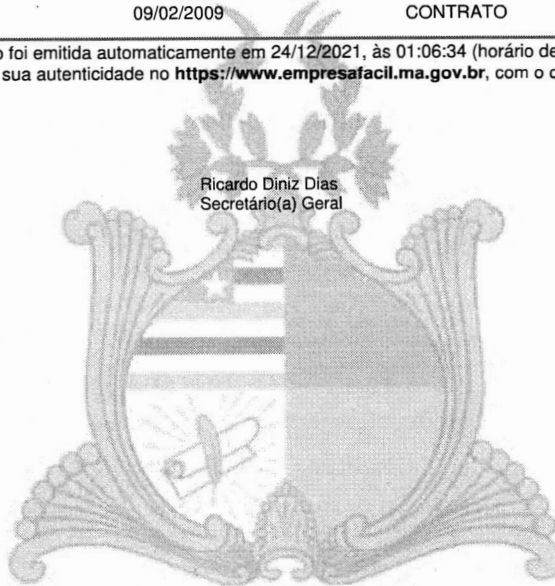 09/02/2009 CONTRATO
o foi emitida automaticamente em 24/12/2021, às 01:06:34 (horário de
sua autenticidade no https://www.empresafacil.ma.gov.br, com o c
Ricardo Diniz Dias
Secretário(a) Geral